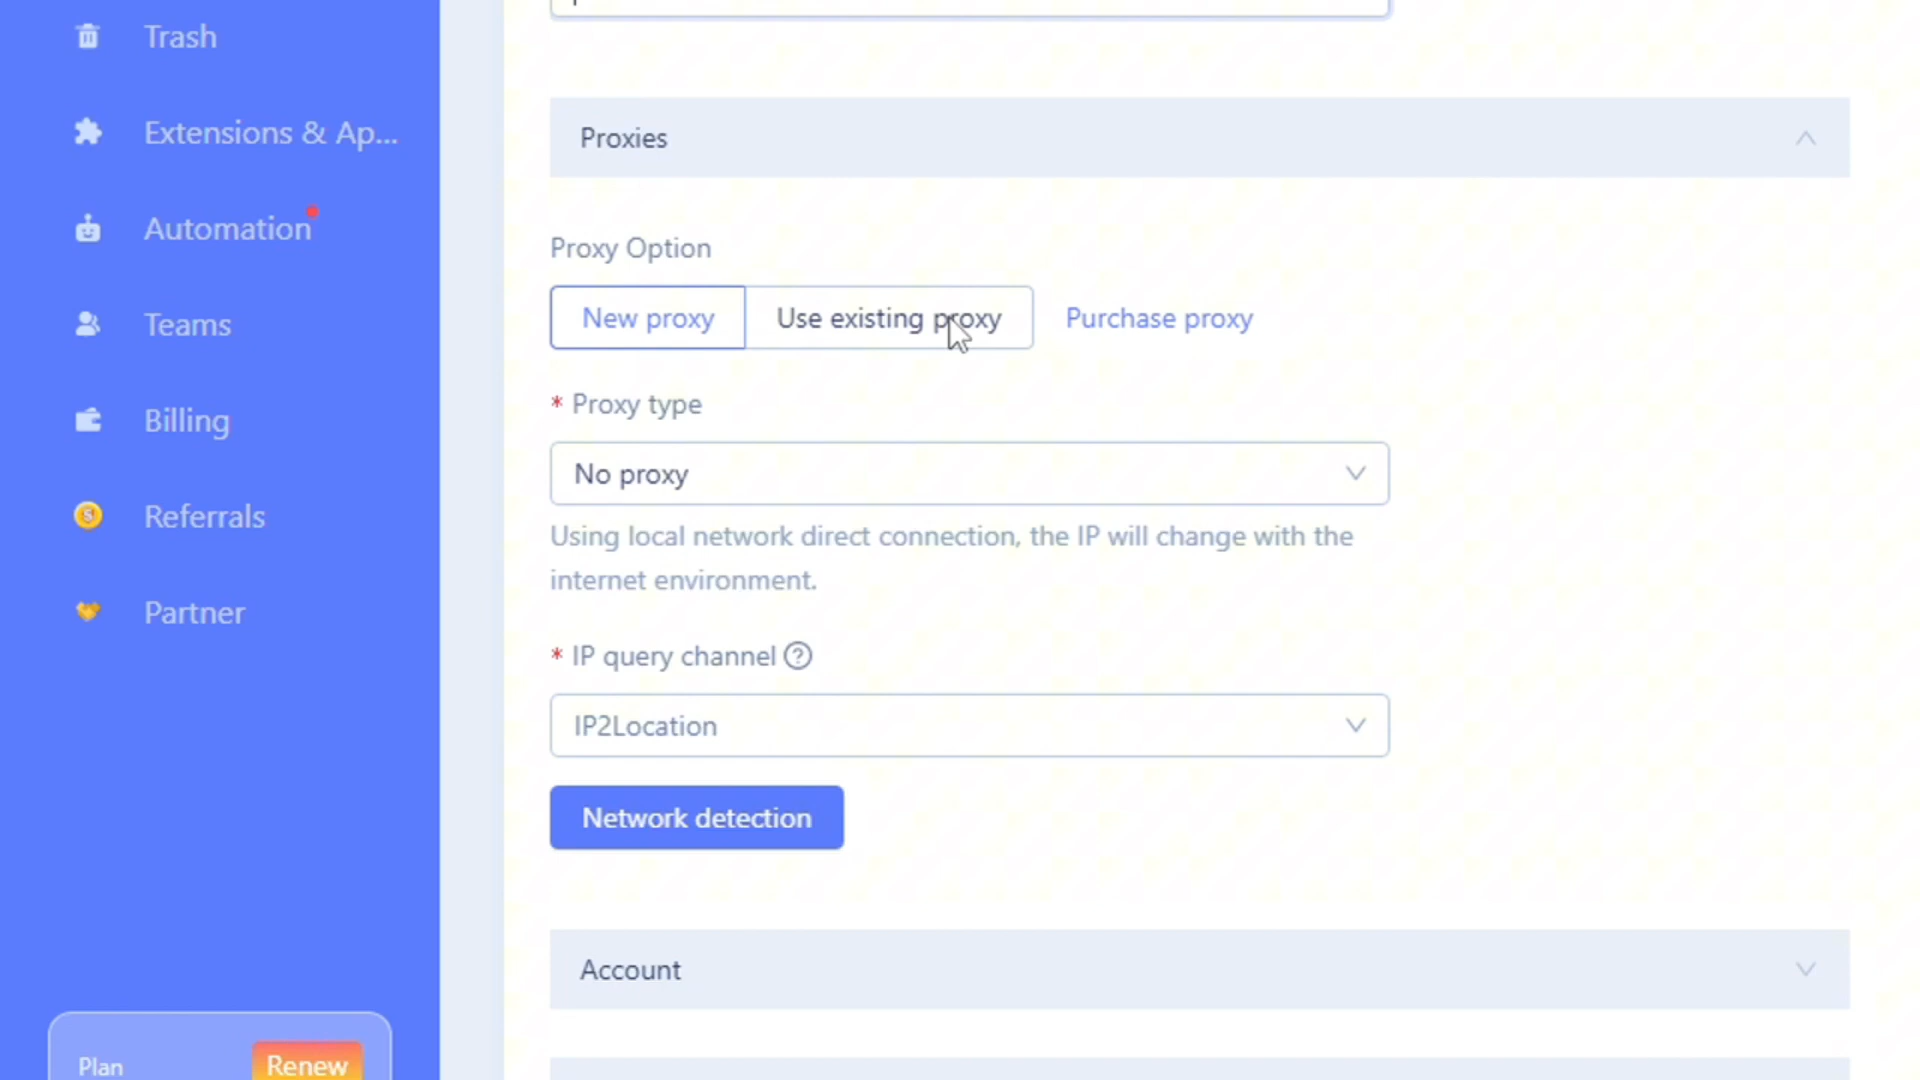 Trash
Extensions & Ap...
Automation
Teams
Billing
Referrals
Partner
Plan
Renew
Proxies
Proxy Option
New proxy
Use existing proxy
Purchase proxy
* Proxy type
No proxy
Using local network direct connection, the IP will change with the
internet environment.
* IP query channel ?
IP2Location
Network detection
Account